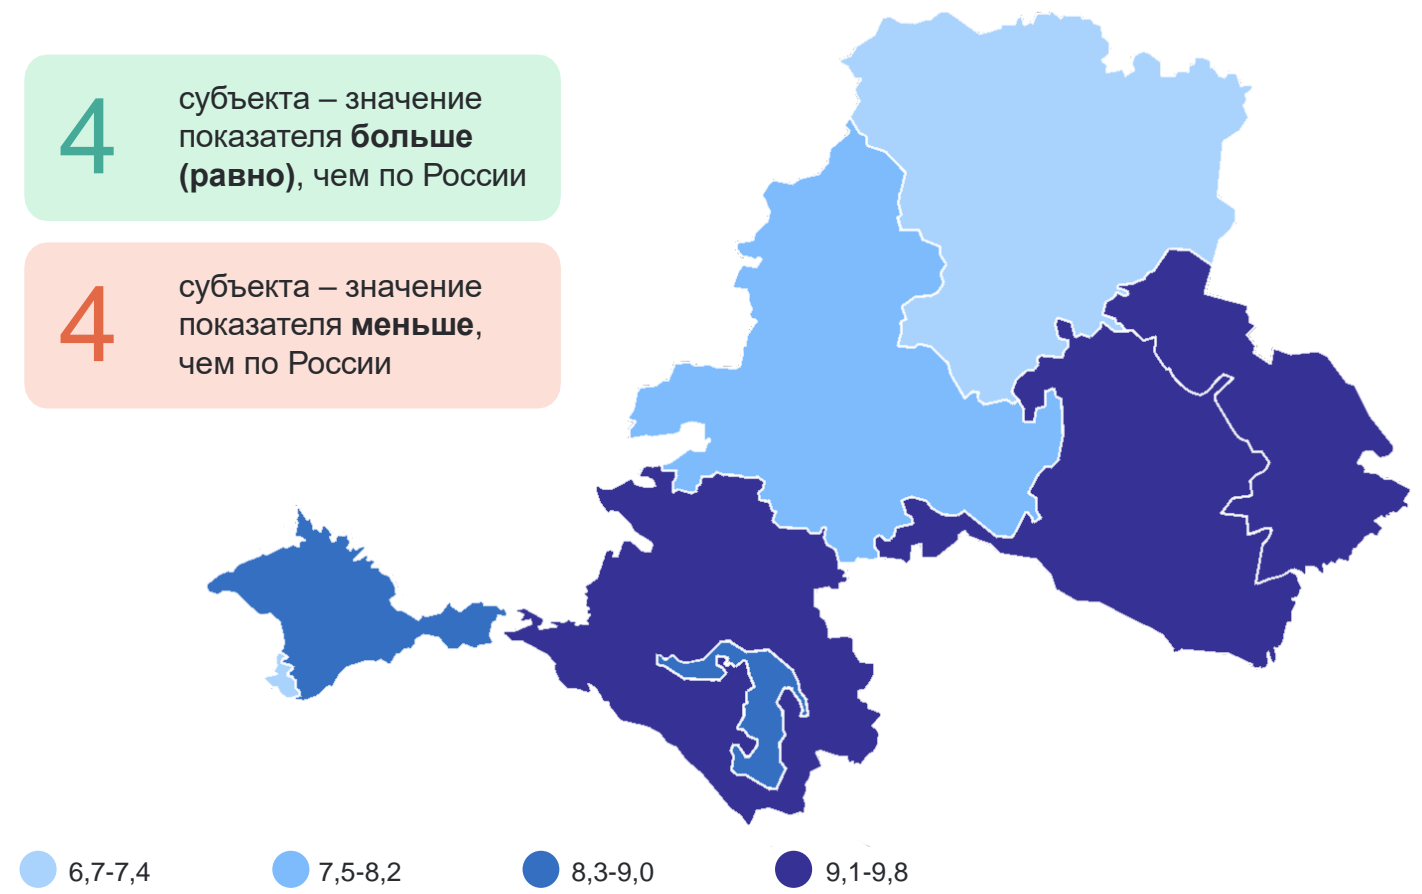 4
субъекта – значение
показателя больше
(равно), чем по России
4
субъекта – значение
показателя меньше,
чем по России
6,7-7,4
7,5-8,2
8,3-9,0
9,1-9,8